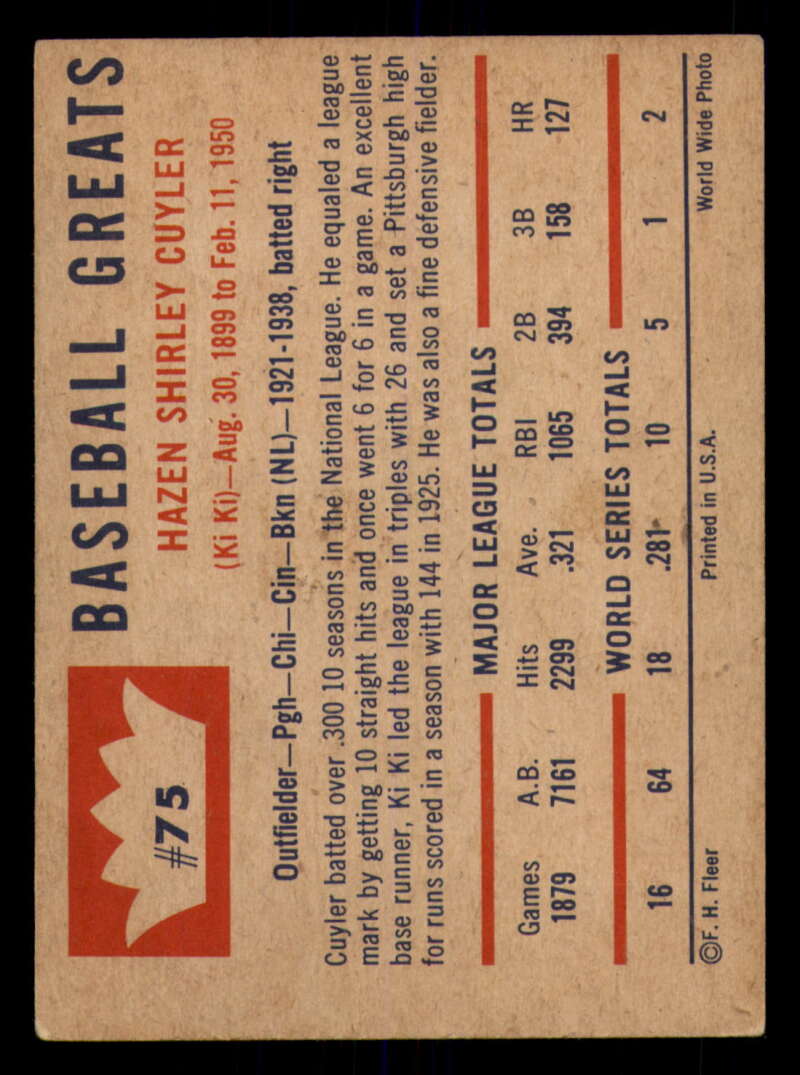 #75
BASEBALL GREATS
HAZEN SHIRLEY CUYLER
(Ki Ki)—Aug. 30, 1899 to Feb. 11, 1950
Outfielder—Pgh—Chi—Cin—Bkn (NL)—1921-1938, batted right
Cuyler batted over .300 10 seasons in the National League. He equaled a league
mark by getting 10 straight hits and once went 6 for 6 in a game. An excellent
base runner, Ki Ki led the league in triples with 26 and set a Pittsburgh high
for runs scored in a season with 144 in 1925. He was also a fine defensive fielder.
MAJOR LEAGUE TOTALS
Games A.B. Hits Ave. RBI 2B 3B HR
1879 7161 2299 .321 1065 394 158 127
WORLD SERIES TOTALS
16 64 18 .281 10 5 1 2
©F. H. Fleer Printed in U.S.A. World Wide Photo